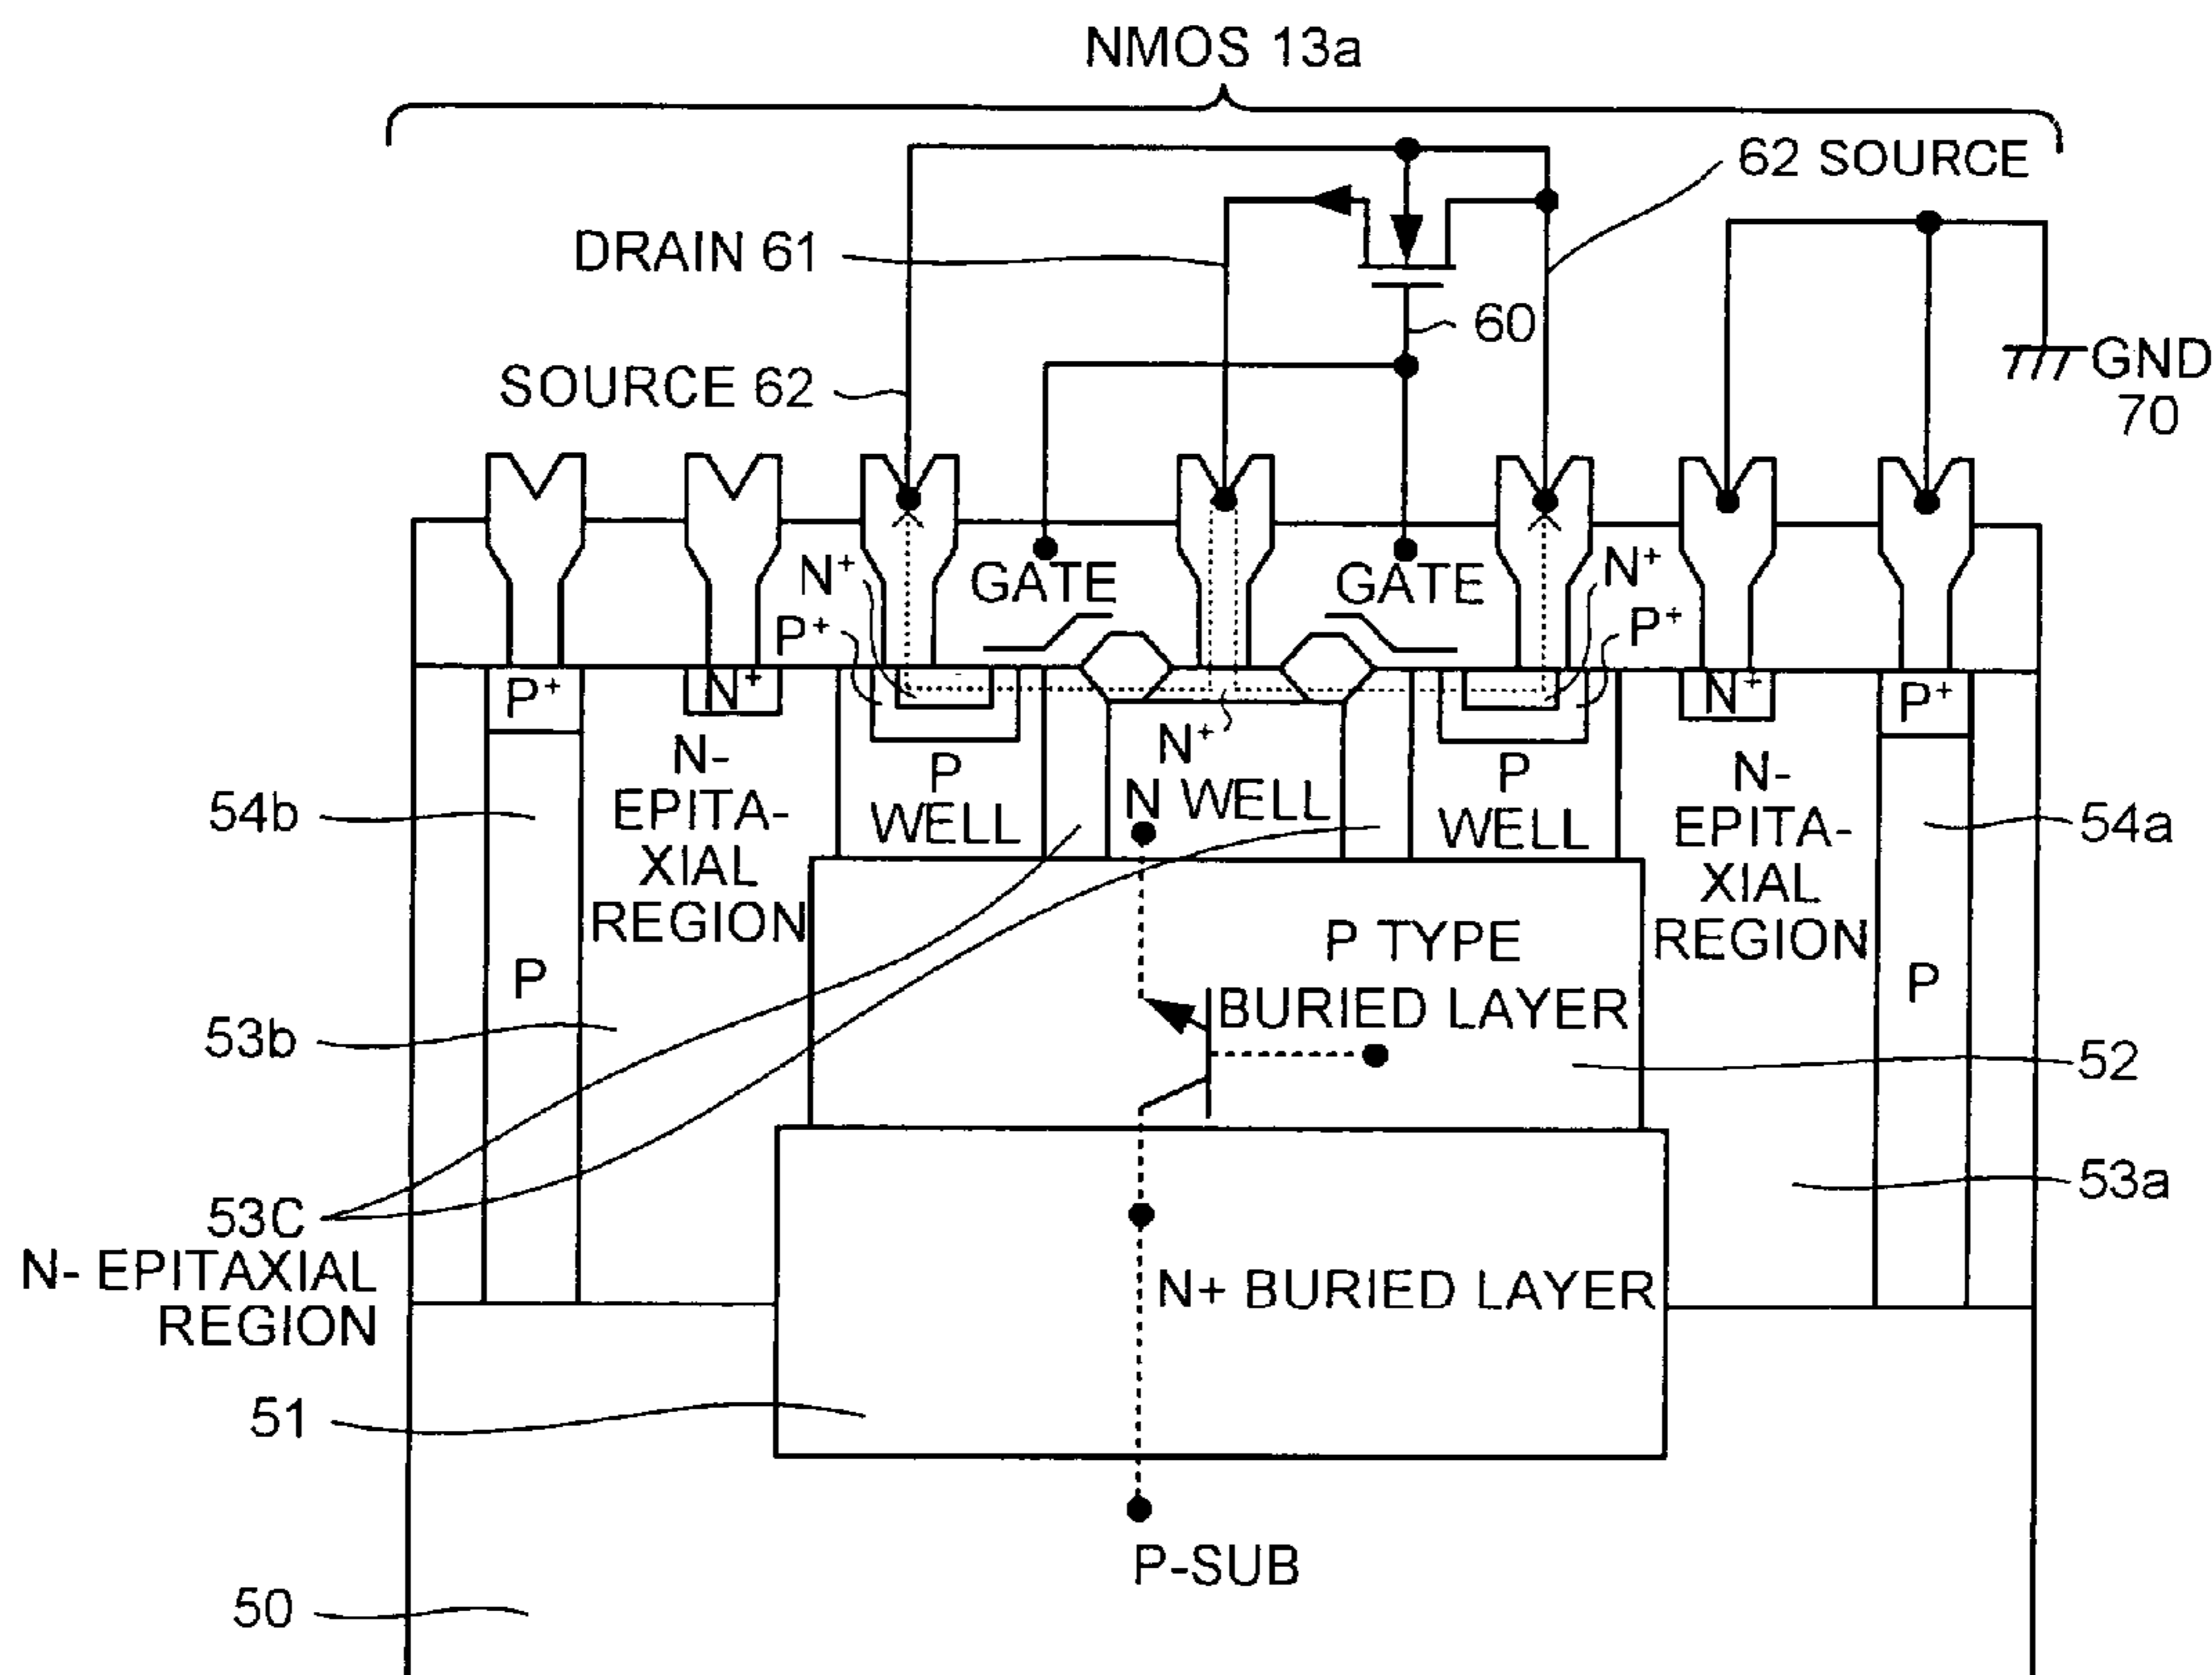 NMOS 13a
62 SOURCE
DRAIN 61
60
GND
70
SOURCE 62
N+
GATE
GATE
N+
P+
P+
P+
N+
N+
P+
N+
N-
EPITA-
XIAL
REGION
P
WELL
N WELL
P
WELL
N-
EPITA-
XIAL
REGION
54b
54a
P
P
P TYPE
BURIED LAYER
53b
52
53a
53C
N- EPITAXIAL
REGION
N+ BURIED LAYER
51
P-SUB
50